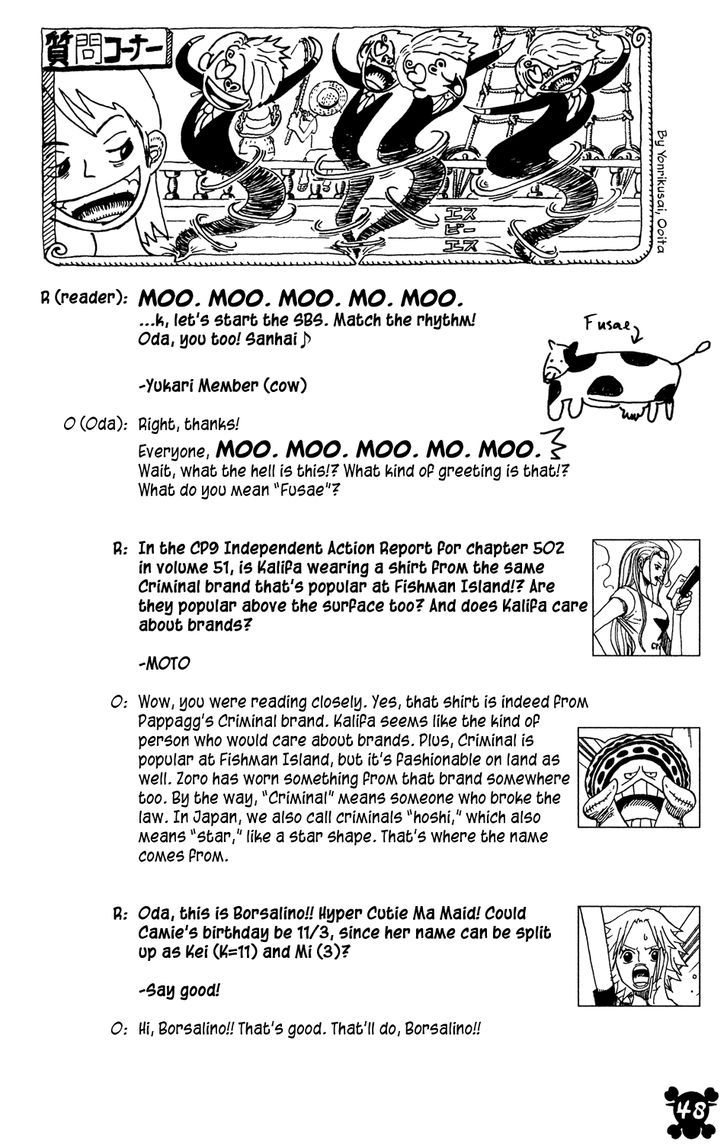 質問コーナー
エス
ビー
エス
By Yonrikusai, Ooita
R (reader): MOO. MOO. MOO. MO. MOO.
...k, let's start the SBS. Match the rhythm!
Oda, you too! Sanhai♪
Fusae
-Yukari Member (cow)
O (Oda): Right, thanks!
Everyone, MOO. MOO. MOO. MO. MOO.
Wait, what the hell is this!? What kind of greeting is that!?
What do you mean "Fusae"?
R: In the CP9 Independent Action Report for chapter 502
in volume 51, is Kalifa wearing a shirt from the same
Criminal brand that's popular at Fishman Island!? Are
they popular above the surface too? And does Kalifa care
about brands?
-MOTO
O: Wow, you were reading closely. Yes, that shirt is indeed from
Pappagg's Criminal brand. Kalifa seems like the kind of
person who would care about brands. Plus, Criminal is
popular at Fishman Island, but it's fashionable on land as
well. Zoro has worn something from that brand somewhere
too. By the way, "Criminal" means someone who broke the
law. In Japan, we also call criminals "hoshi," which also
means "star," like a star shape. That's where the name
comes from.
R: Oda, this is Borsalino!! Hyper Cutie Ma Maid! Could
Camie's birthday be 11/3, since her name can be split
up as Kei (K=11) and Mi (3)?
-Say good!
O: Hi, Borsalino!! That's good. That'll do, Borsalino!!
48